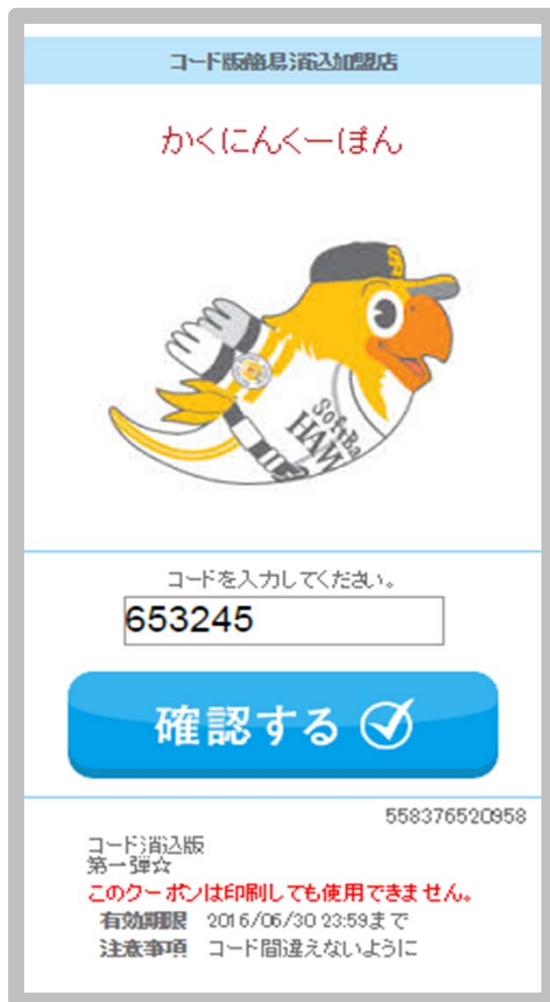 コード版簡易消込加盟店
かくにんくーぽん
SB
SoftBa
HAW
コードを入力してください。
653245
確認する
558376520958
コード消込版
第一弾☆
このクーポンは印刷しても使用できません。
有効期限 2016/06/30 23:59まで
注意事項 コード間違えないように